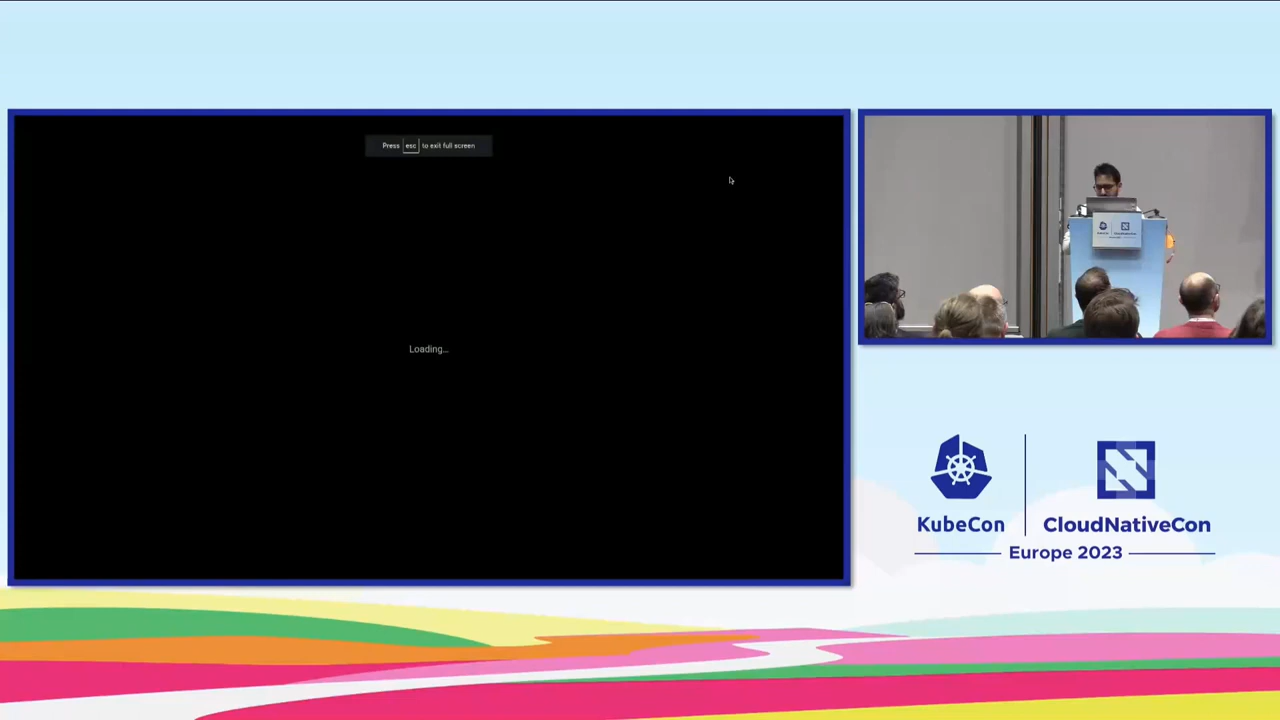 Press esc to exit full screen
Loading...
KubeCon
CloudNativeCon
Europe 2023